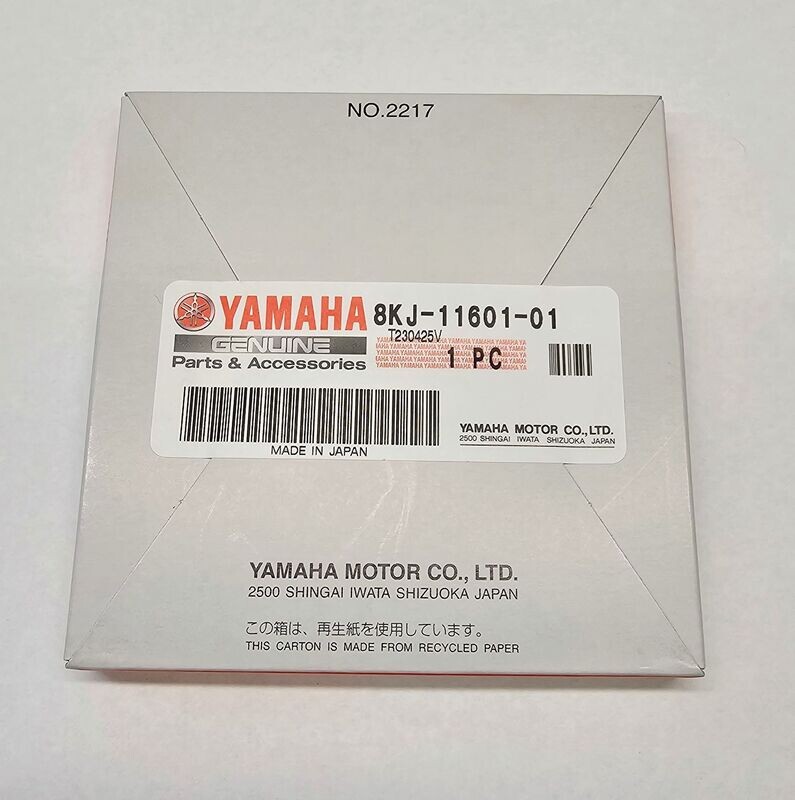 NO.2217
YAMAHA 8KJ-11601-01
GENUINE T230425V
Parts & Accessories 1 PC
YAMAHA MOTOR CO.,LTD.
2500 SHINGAI IWATA SHIZUOKA JAPAN
MADE IN JAPAN
YAMAHA MOTOR CO., LTD.
2500 SHINGAI IWATA SHIZUOKA JAPAN
この箱は、再生紙を使用しています。
THIS CARTON IS MADE FROM RECYCLED PAPER